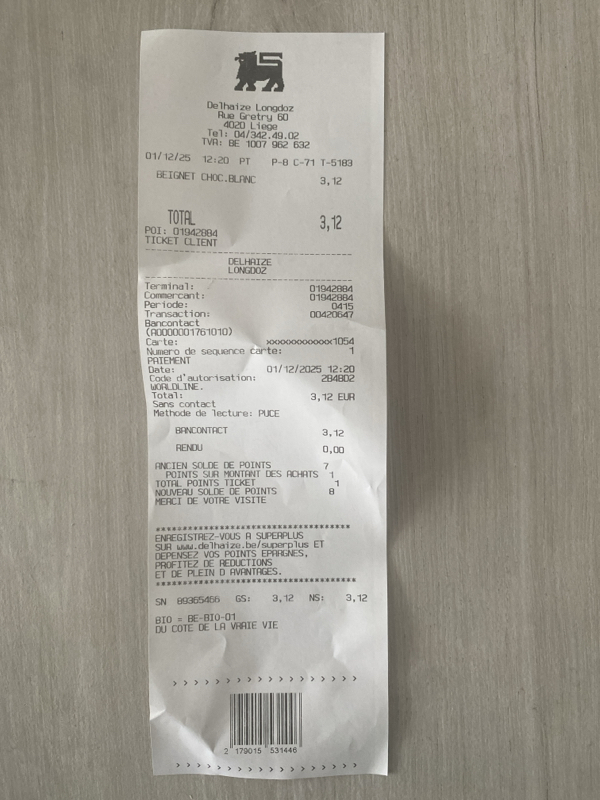 Delhaize Longdoz
Rue Gretry 60
4020 Liege
Tel: 04/342.49.02
TVA: BE 1007 962 632
01/12/25 12:20 PT P-8 C-71 T-5183
BEIGNET CHOC.BLANC 3,12
TOTAL 3,12
POI: 01942884
TICKET CLIENT
DELHAIZE
LONGDOZ
Terminal: 01942884
Commercant: 01942884
Periode: 0415
Transaction: 00420647
Bancontact
(A0000001761010)
Carte: xxxxxxxxxxxxx1054
Numero de sequence carte: 1
PAIEMENT
Date: 01/12/2025 12:20
Code d'autorisation: 2B4B02
WORLDLINE.
Total: 3,12 EUR
Sans contact
Methode de lecture: PUCE
BANCONTACT 3,12
RENDU 0,00
ANCIEN SOLDE DE POINTS 7
POINTS SUR MONTANT DES ACHATS 1
TOTAL POINTS TICKET 1
NOUVEAU SOLDE DE POINTS 8
MERCI DE VOTRE VISITE
ENREGISTREZ-VOUS A SUPERPLUS
SUR www.delhaize.be/superplus ET
DEPENSEZ VOS POINTS EPARGNES,
PROFITEZ DE REDUCTIONS
ET DE PLEIN D AVANTAGES.
SN 89365466 GS: 3,12 NS: 3,12
BIO = BE-BIO-01
DU COTE DE LA VRAIE VIE
2 179015 531446